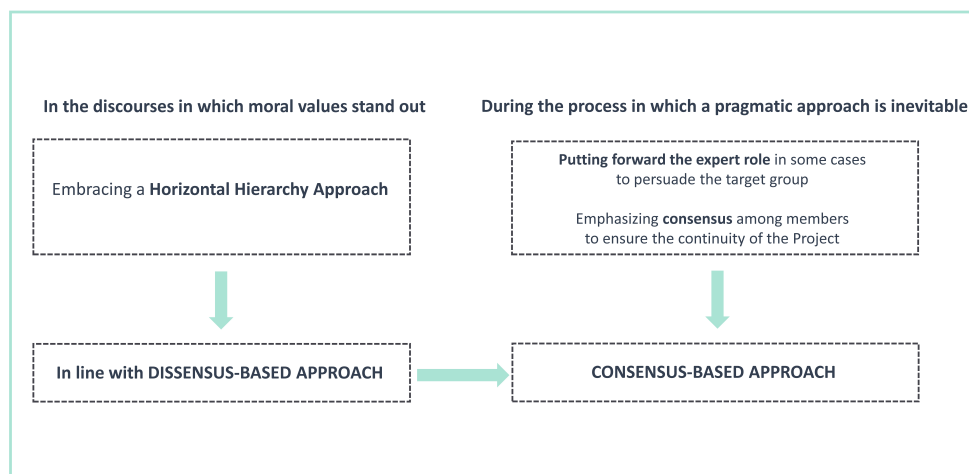 In the discourses in which moral values stand out
Embracing a Horizontal Hierarchy Approach
In line with DISSENSUS-BASED APPROACH
During the process in which a pragmatic approach is inevitable
Putting forward the expert role in some cases
to persuade the target group
Emphasizing consensus among members
to ensure the continuity of the Project
CONSENSUS-BASED APPROACH